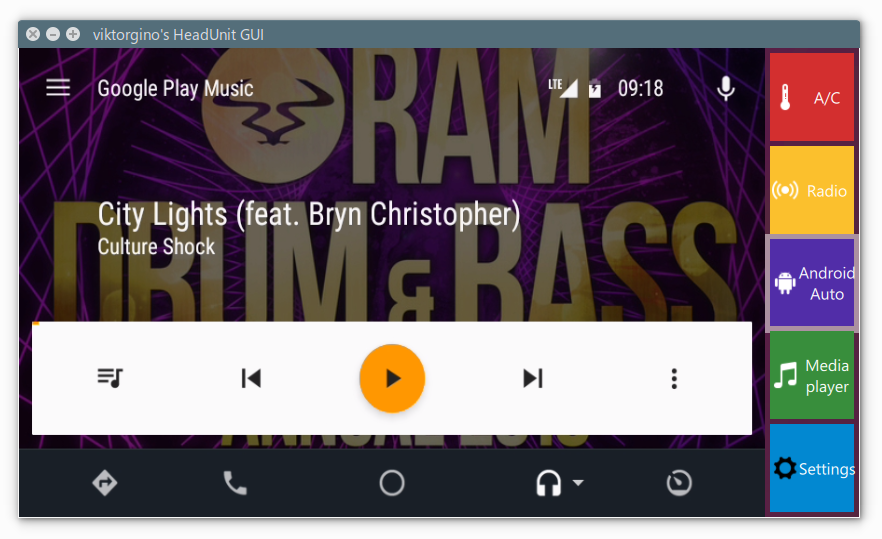 viktorgino's HeadUnit GUI
Google Play Music
LTE
09:18
RAM
City Lights (feat. Bryn Christopher)
Culture Shock
DRUM & BASS
A/C
Radio
Android
Auto
Media
player
Settings